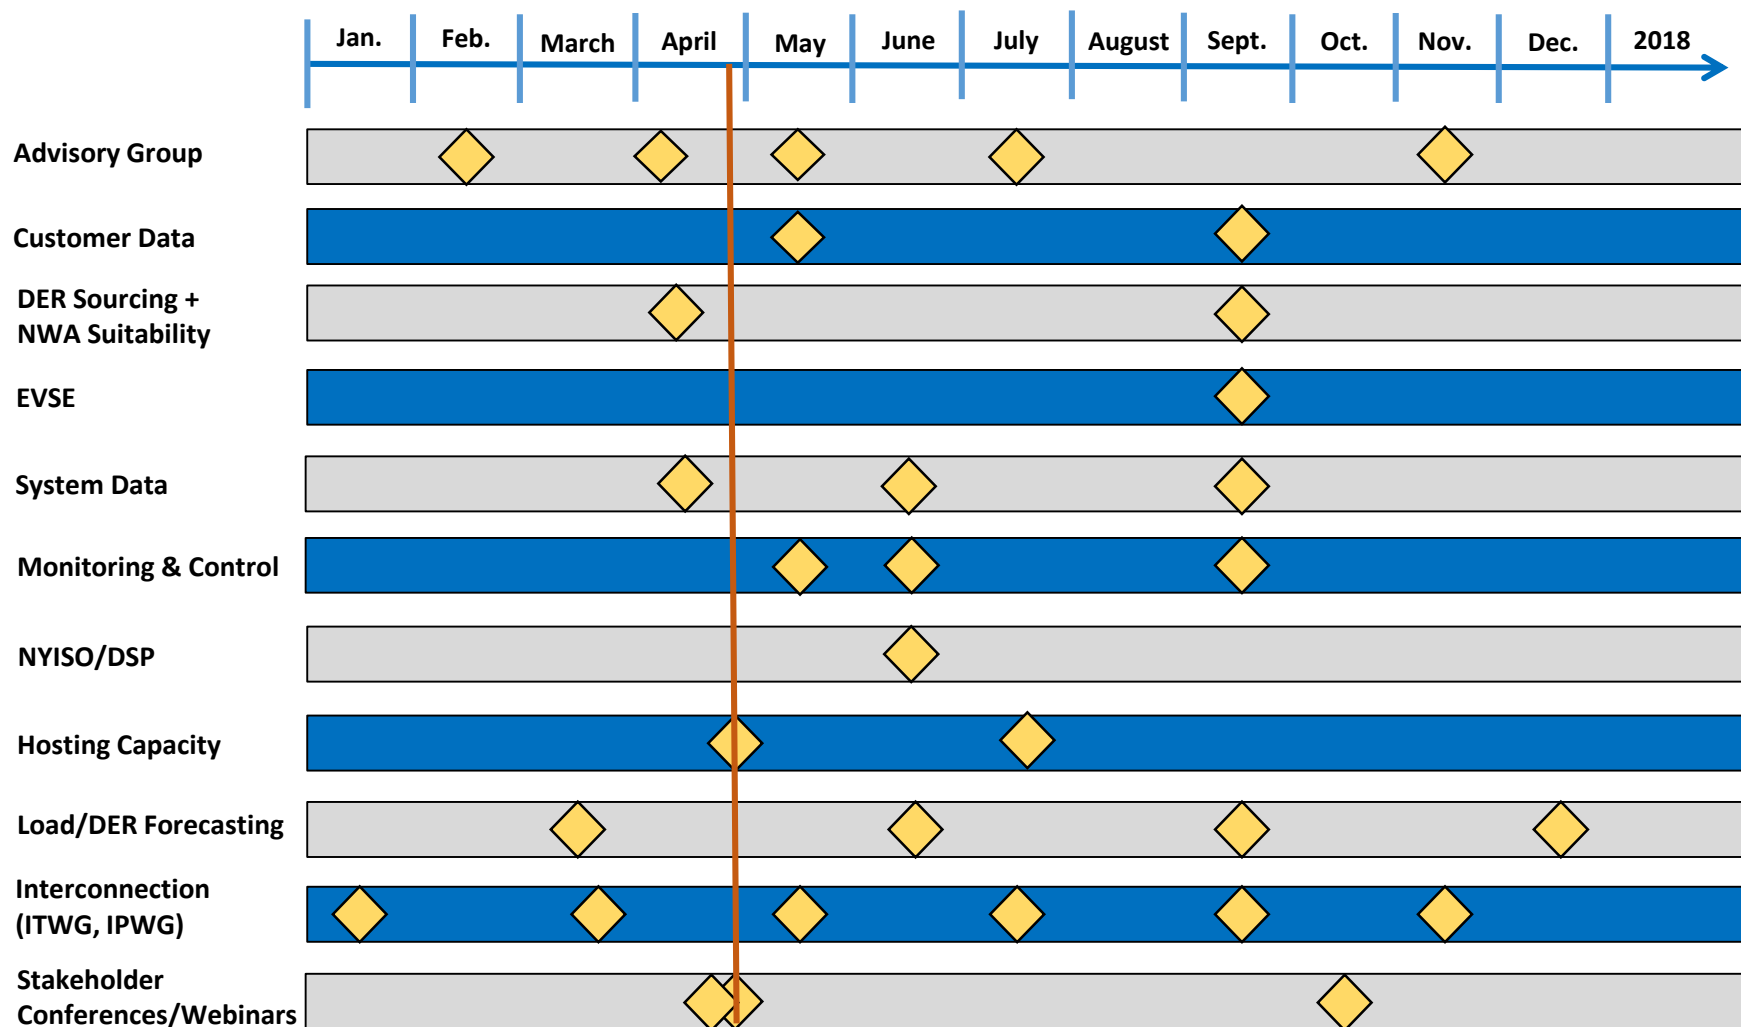 Jan. Feb. March April May June July August Sept. Oct. Nov. Dec. 2018
Advisory Group
Customer Data
DER Sourcing +
NWA Suitability
EVSE
System Data
Monitoring & Control
NYISO/DSP
Hosting Capacity
Load/DER Forecasting
Interconnection
(ITWG, IPWG)
Stakeholder
Conferences/Webinars